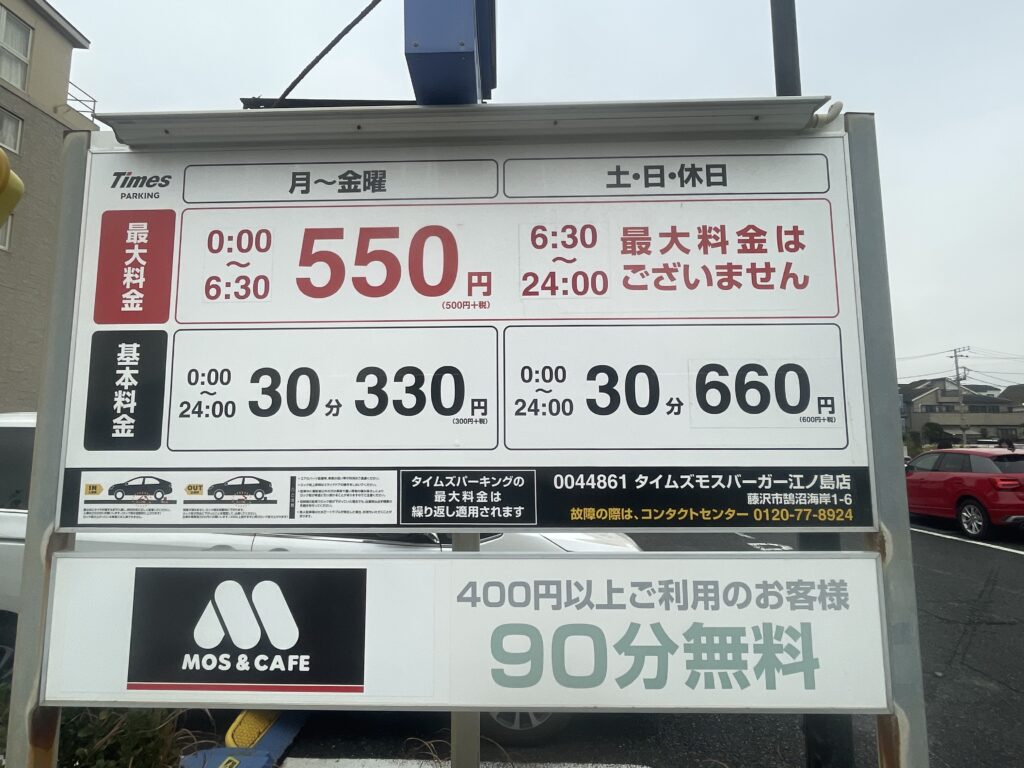 Times
PARKING
月～金曜
土・日・休日
最大料金
0:00
～
6:30
550円
(500円+税)
6:30
～
24:00
最大料金は
ございません
基本料金
0:00
～
24:00
30分 330円
(300円+税)
0:00
～
24:00
30分 660円
(600円+税)
IN
OUT
タイムズパーキングの
最大料金は
繰り返し適用されます
0044861 タイムズモスバーガー江ノ島店
藤沢市鵠沼海岸1-6
故障の際は、コンタクトセンター 0120-77-8924
MOS & CAFE
400円以上ご利用のお客様
90分無料